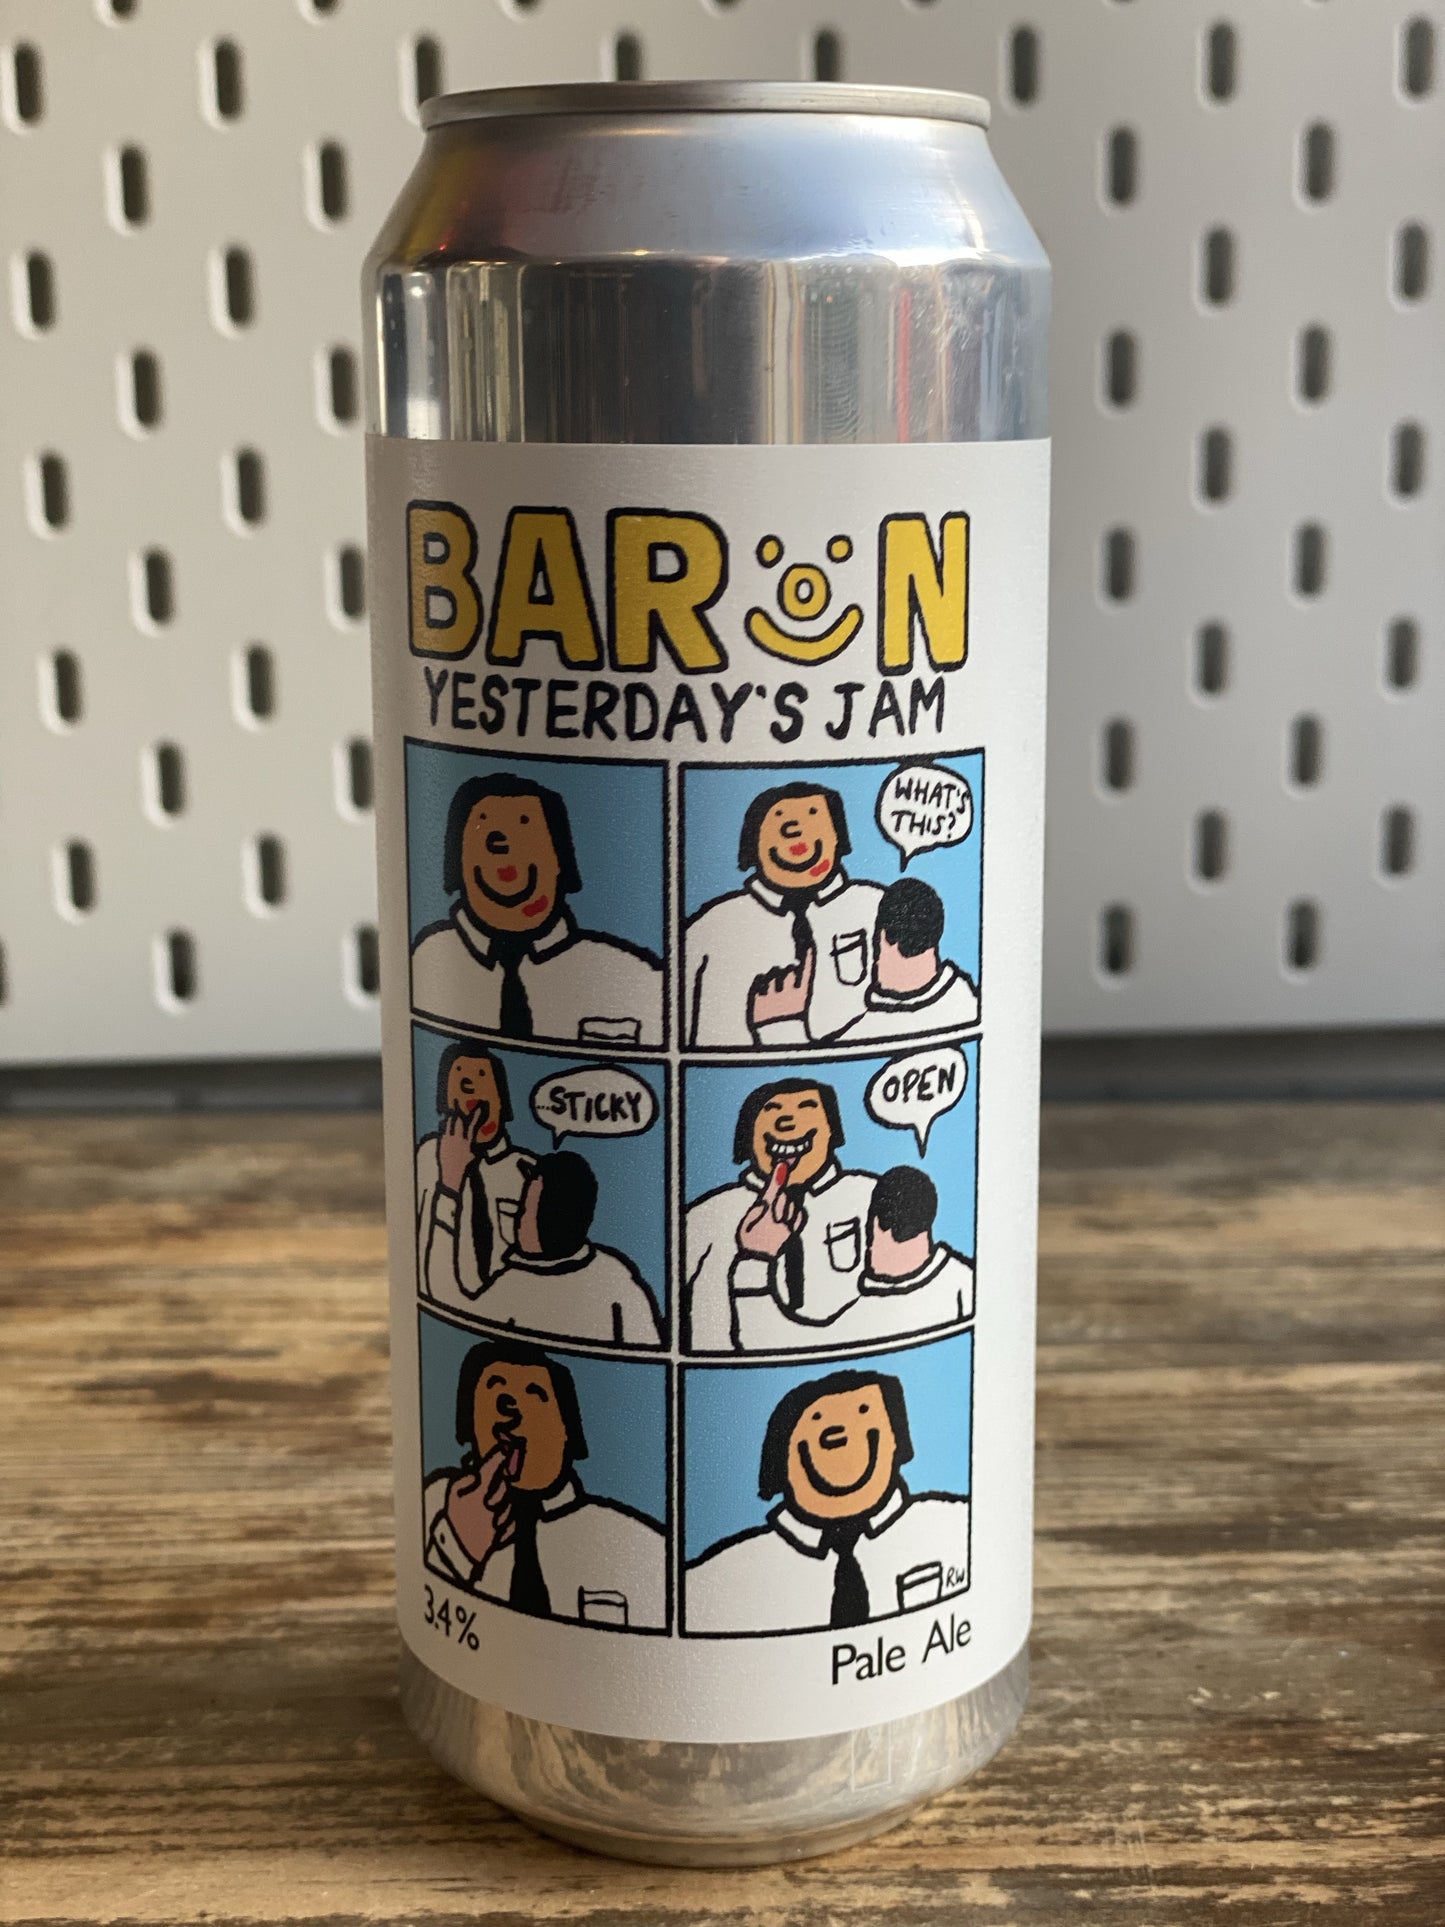 BARON
YESTERDAY'S JAM
WHAT'S
THIS?
...STICKY
OPEN
RW
3.4%
Pale Ale